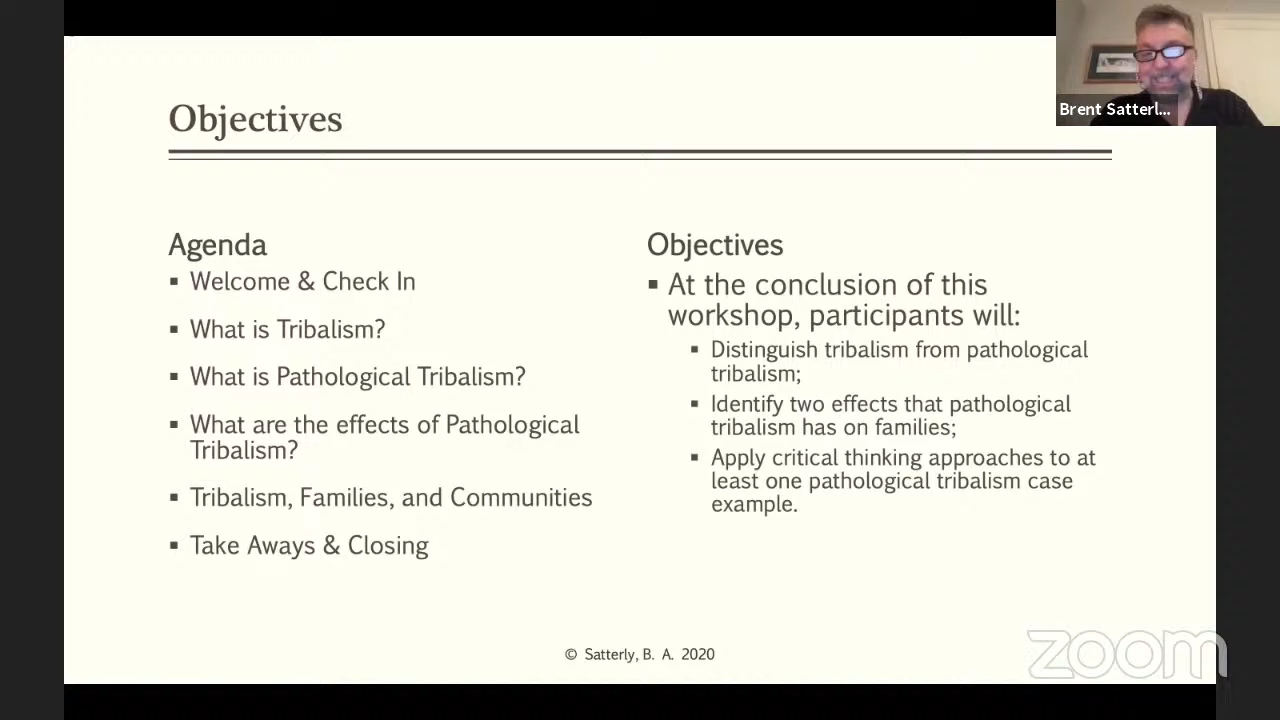 Objectives
Brent Satterl...
Agenda
▪ Welcome & Check In
▪ What is Tribalism?
▪ What is Pathological Tribalism?
▪ What are the effects of Pathological
Tribalism?
▪ Tribalism, Families, and Communities
▪ Take Aways & Closing
Objectives
▪ At the conclusion of this
workshop, participants will:
▪ Distinguish tribalism from pathological
tribalism;
▪ Identify two effects that pathological
tribalism has on families;
▪ Apply critical thinking approaches to at
least one pathological tribalism case
example.
© Satterly, B. A. 2020
zoom